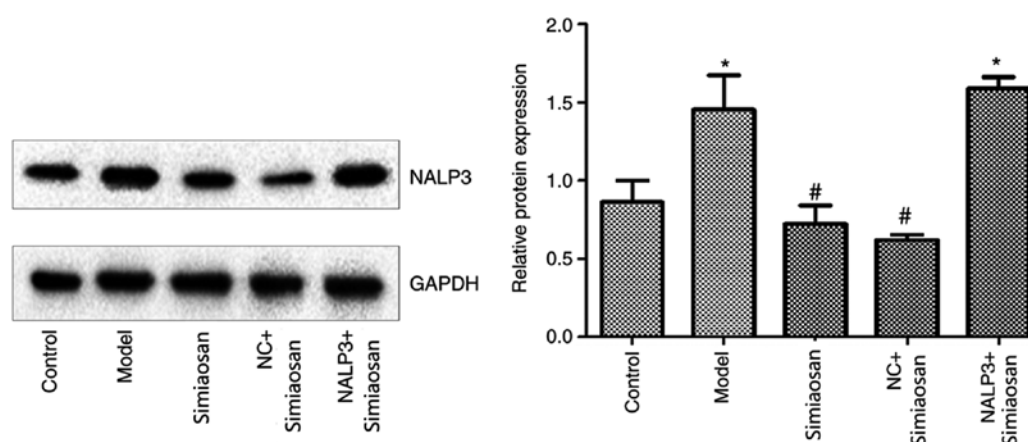 NALP3
GAPDH
Control
Model
Simiaosan
NC+
Simiaosan
NALP3+
Simiaosan
Relative protein expression
2.0
1.5
1.0
0.5
0.0
*
#
#
*
Control
Model
Simiaosan
NC+
Simiaosan
NALP3+
Simiaosan